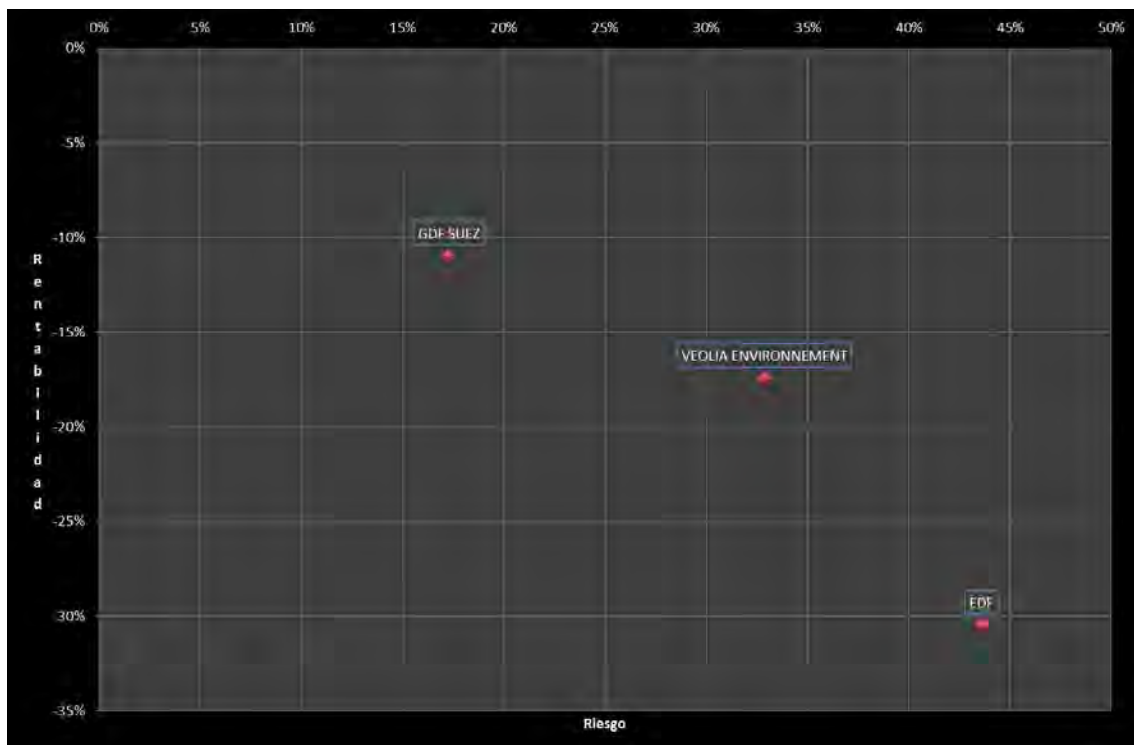 0% 5% 10% 15% 20% 25% 30% 35% 40% 45% 50%
0%
-5%
-10%
-15%
-20%
-25%
-30%
-35%
Rentabilidad
GDF SUEZ
VEOLIA ENVIRONNEMENT
EDF
Riesgo